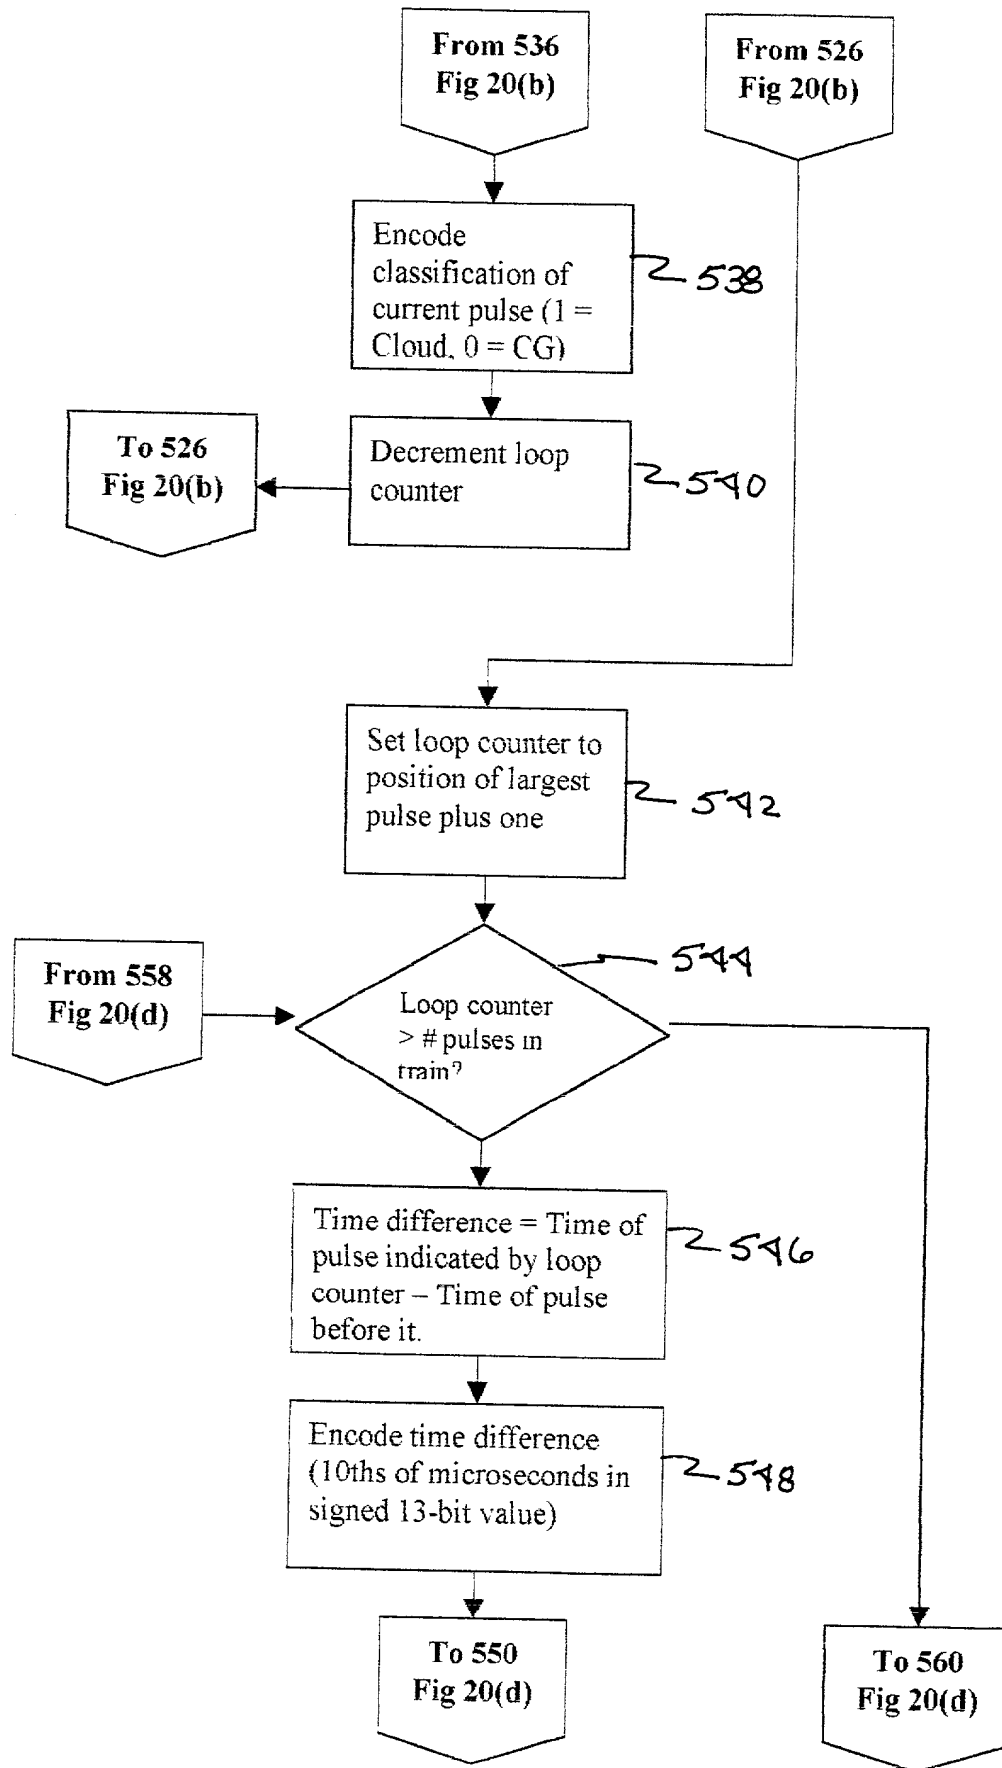 From 536
Fig 20(b)
From 526
Fig 20(b)
Encode
classification of
current pulse (1 =
Cloud, 0 = CG)
538
To 526
Fig 20(b)
Decrement loop
counter
540
Set loop counter to
position of largest
pulse plus one
542
From 558
Fig 20(d)
544
Loop counter
> # pulses in
train?
Time difference = Time of
pulse indicated by loop
counter – Time of pulse
before it.
546
Encode time difference
(10ths of microseconds in
signed 13-bit value)
548
To 550
Fig 20(d)
To 560
Fig 20(d)